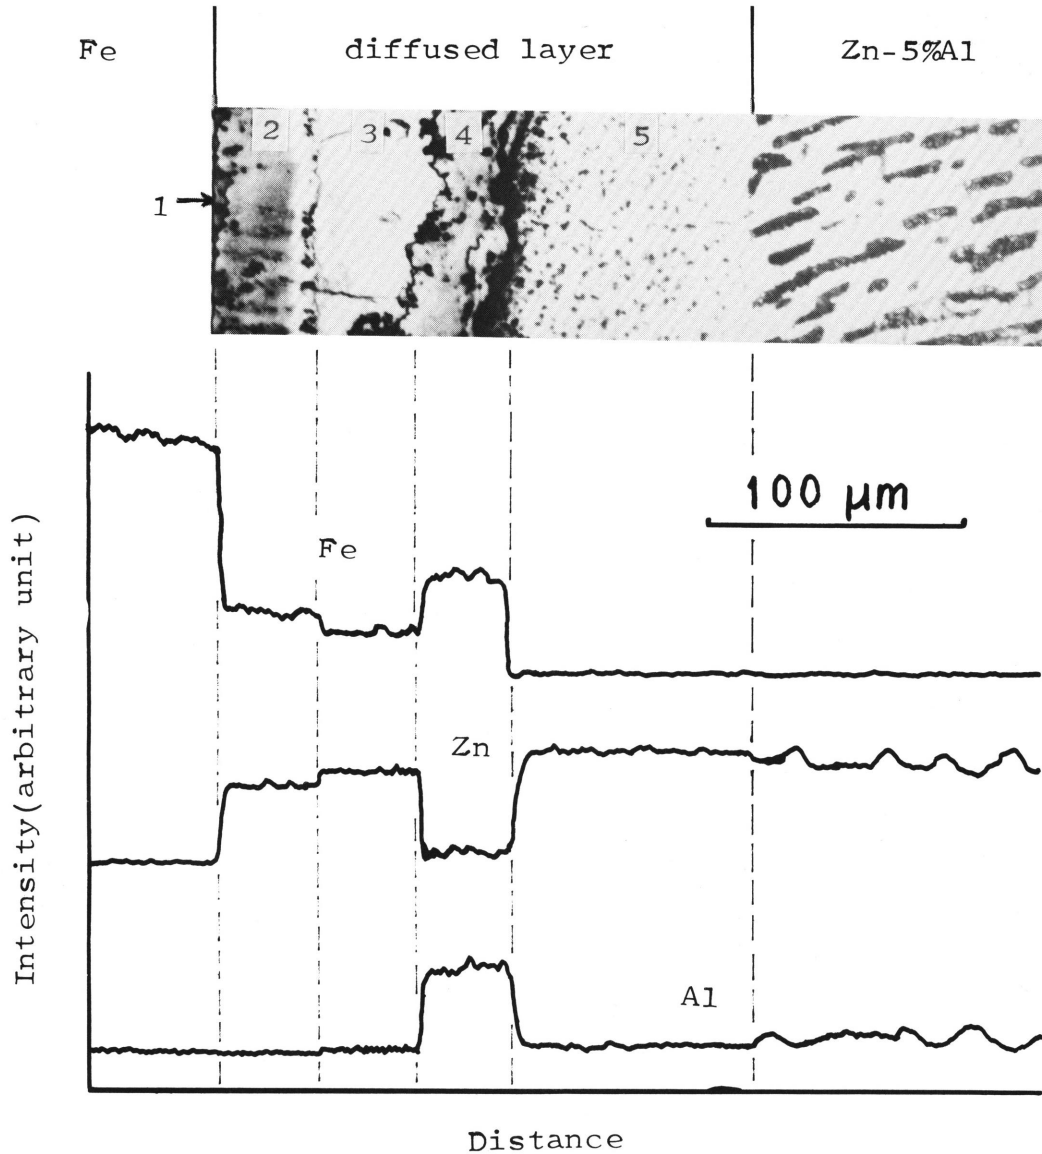 Fe diffused layer Zn-5%Al
2 3 4 5
1
100 μm
Fe
Zn
Al
Intensity(arbitrary unit)
Distance